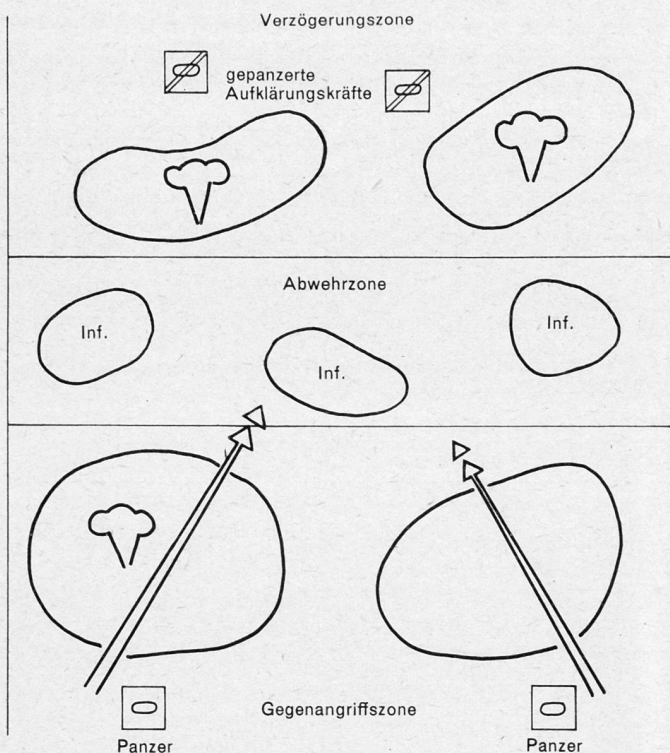 Verzögerungszone
gepanzerte
Aufklärungskräfte
Abwehrzone
Inf.
Inf.
Inf.
Gegenangriffszone
Panzer
Panzer